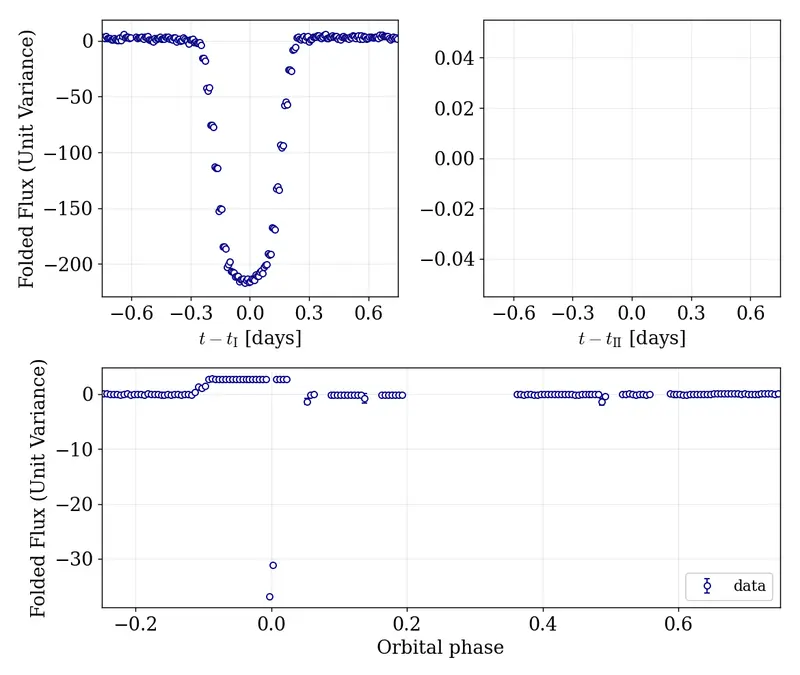 0
−50
−100
−150
−200
−0.6 −0.3 0.0 0.3 0.6
t − tI [days]
Folded Flux (Unit Variance)
0.04
0.02
0.00
−0.02
−0.04
−0.6 −0.3 0.0 0.3 0.6
t − tII [days]
0
−10
−20
−30
−0.2 0.0 0.2 0.4 0.6
Orbital phase
Folded Flux (Unit Variance)
data